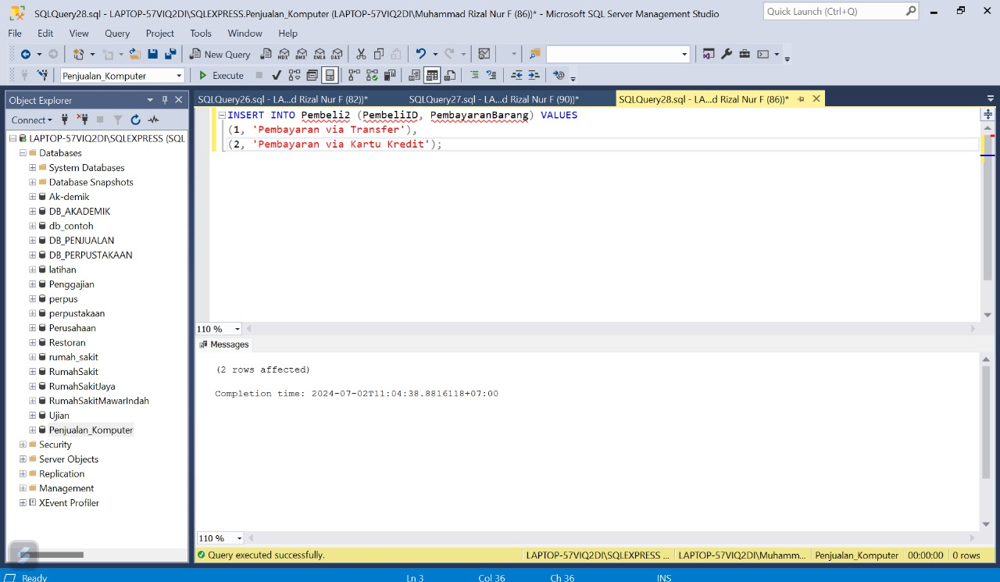 SQLQuery28.sql - LAPTOP-57VIQ2DI\SQLEXPRESS.Penjualan_Komputer (LAPTOP-57VIQ2DI\Muhammad Rizal Nur F (86))* - Microsoft SQL Server Management Studio
Quick Launch (Ctrl+Q)
File Edit View Query Project Tools Window Help
New Query MDX DMX XMLA DAX
Penjualan_Komputer Execute
Object Explorer
Connect
LAPTOP-57VIQ2DI\SQLEXPRESS (SQL
Databases
System Databases
Database Snapshots
Ak-demik
DB_AKADEMIK
db_contoh
DB_PENJUALAN
DB_PERPUSTAKAAN
latihan
Penggajian
perpus
perpustakaan
Perusahaan
Restoran
rumah_sakit
RumahSakit
RumahSakitJaya
RumahSakitMawarIndah
Ujian
Penjualan_Komputer
Security
Server Objects
Replication
Management
XEvent Profiler
SQLQuery26.sql - LA...d Rizal Nur F (82))* SQLQuery27.sql - LA...d Rizal Nur F (90))* SQLQuery28.sql - LA...d Rizal Nur F (86))*
INSERT INTO Pembeli2 (PembeliID, PembayaranBarang) VALUES
(1, 'Pembayaran via Transfer'),
(2, 'Pembayaran via Kartu Kredit');
110 %
Messages
(2 rows affected)
Completion time: 2024-07-02T11:04:38.8816118+07:00
110 %
Query executed successfully. LAPTOP-57VIQ2DI\SQLEXPRESS ... LAPTOP-57VIQ2DI\Muhamm... Penjualan_Komputer 00:00:00 0 rows
Ready Ln 3 Col 36 Ch 36 INS